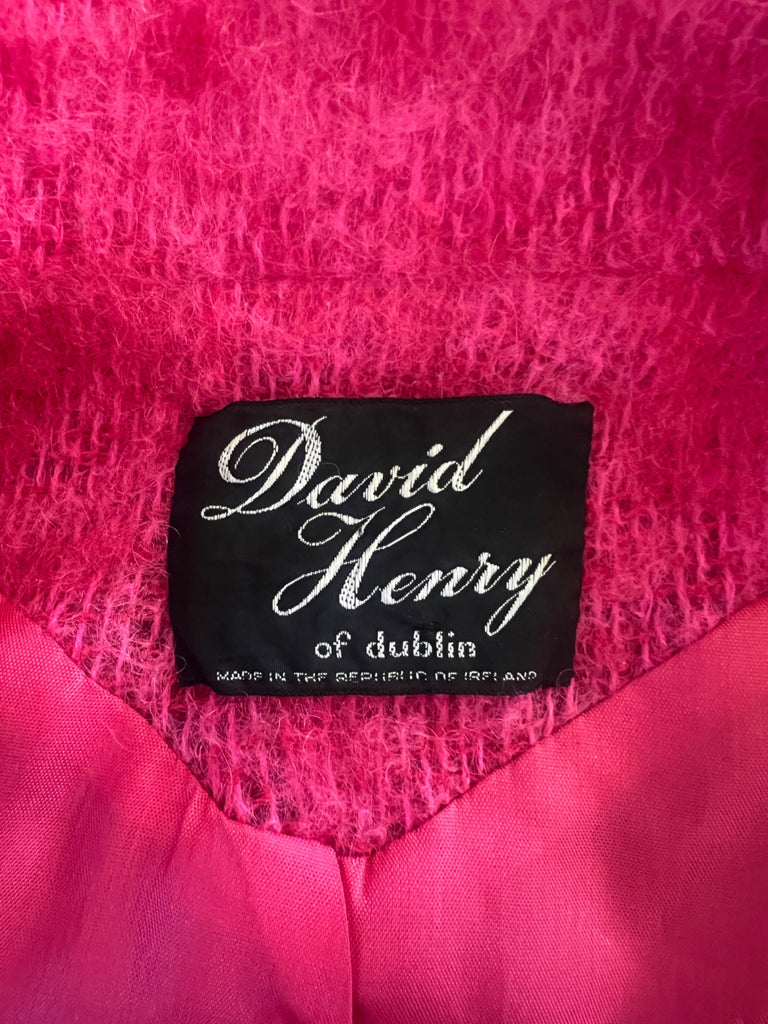 David
Henry
of dublin
MADE IN THE REPUBLIC OF IRELAND